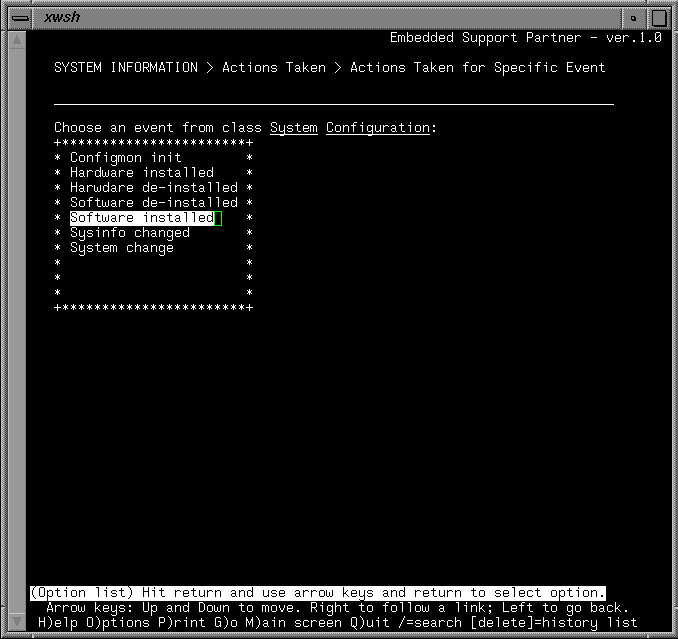 xwsh
Embedded Support Partner - ver.1.0
SYSTEM INFORMATION > Actions Taken > Actions Taken for Specific Event
Choose an event from class System Configuration:
+***********************+
* Configmon init *
* Hardware installed *
* Harwdare de-installed *
* Software de-installed *
* Software installed *
* Sysinfo changed *
* System change *
* *
* *
* *
+***********************+
(Option list) Hit return and use arrow keys and return to select option.
Arrow keys: Up and Down to move. Right to follow a link; Left to go back.
H)elp O)ptions P)rint G)o M)ain screen Q)uit /=search [delete]=history list